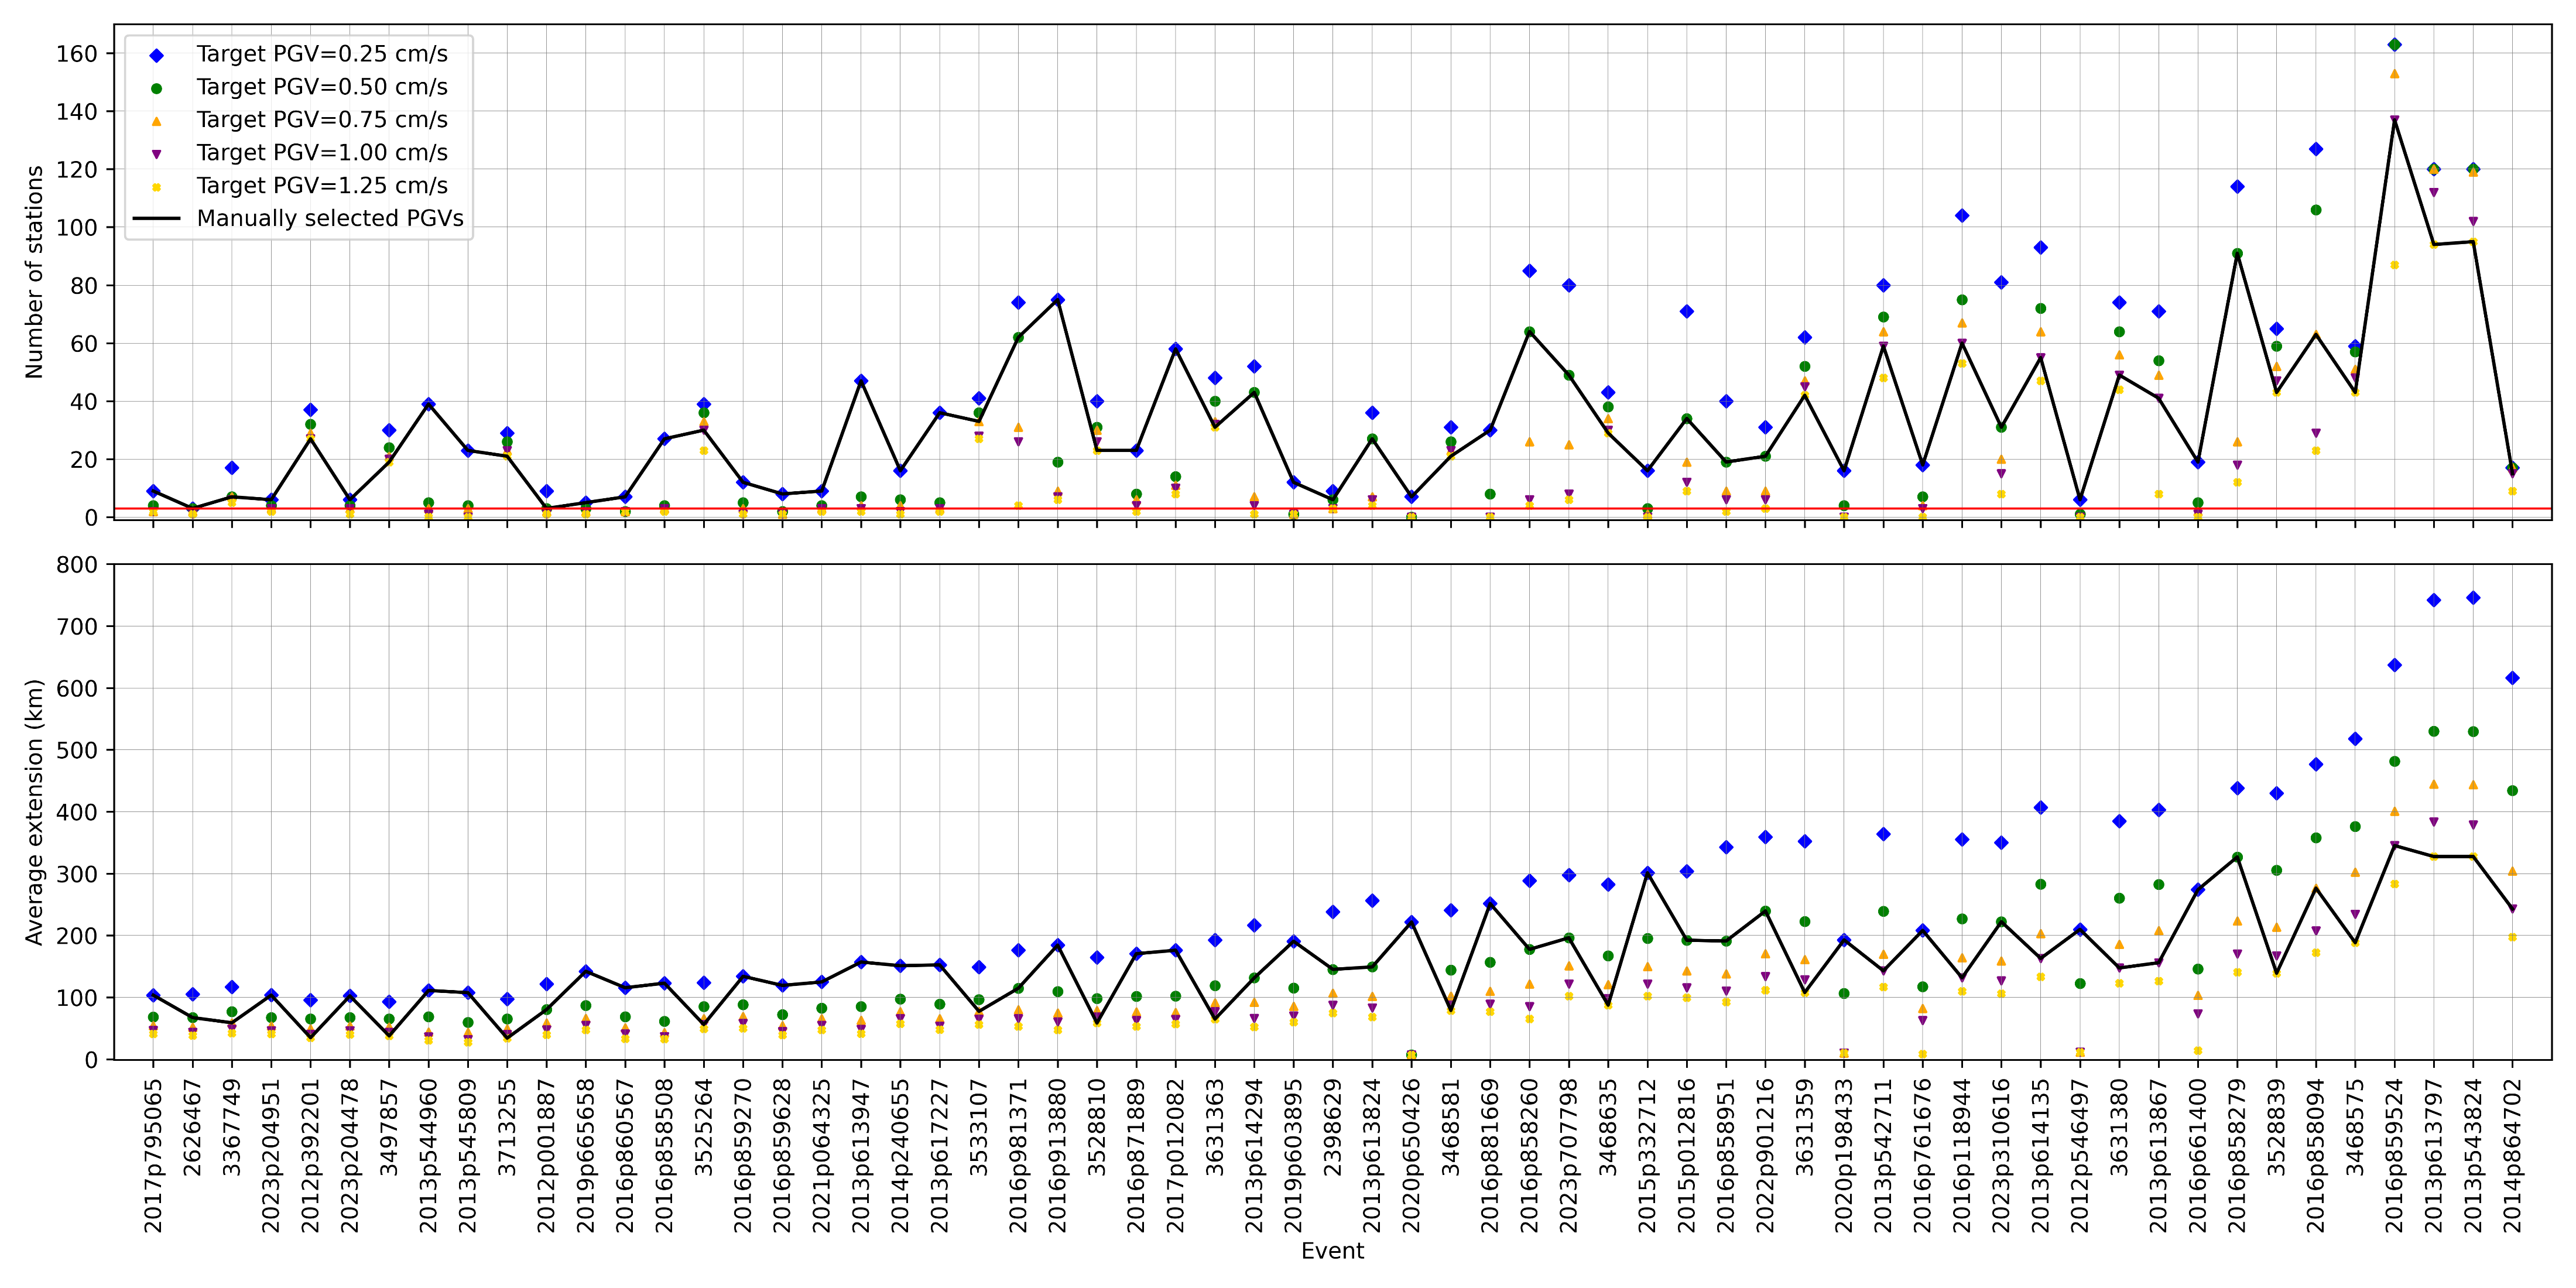 160
140
120
100
80
60
40
20
0
Number of stations
Target PGV=0.25 cm/s
Target PGV=0.50 cm/s
Target PGV=0.75 cm/s
Target PGV=1.00 cm/s
Target PGV=1.25 cm/s
Manually selected PGVs
800
700
600
500
400
300
200
100
0
Average extension (km)
2017p795065
2626467
3367749
2023p204951
2012p392201
2023p204478
3497857
2013p544960
2013p545809
3713255
2012p001887
2019p665658
2016p860567
2016p858508
3525264
2016p859270
2016p859628
2021p064325
2013p613947
2014p240655
2013p617227
3533107
2016p981371
2016p913880
3528810
2016p871889
2017p012082
3631363
2013p614294
2019p603895
2398629
2013p613824
2020p650426
3468581
2016p881669
2016p858260
2023p707798
3468635
2015p332712
2015p012816
2016p858951
2022p901216
3631359
2020p198433
2013p542711
2016p761676
2016p118944
2023p310616
2013p614135
2012p546497
3631380
2013p613867
2016p661400
2016p858279
3528839
2016p858094
3468575
2016p859524
2013p613797
2013p543824
2014p864702
Event